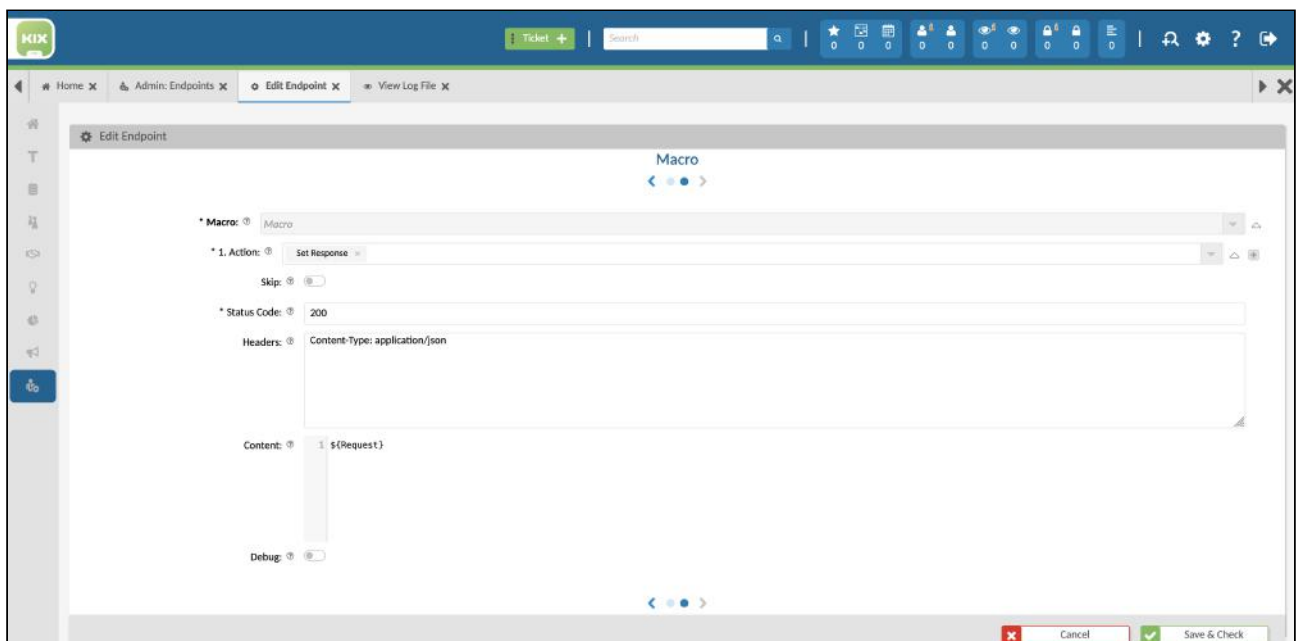 KIX
Ticket + Search 0 0 0 0 0 0 0 0 0 0 ?
Home Admin: Endpoints Edit Endpoint View Log File
Edit Endpoint
Macro
* Macro: Macro
* 1. Action: Set Response
Skip:
* Status Code: 200
Headers: Content-Type: application/json
Content: 1 ${Request}
Debug:
Cancel Save & Check